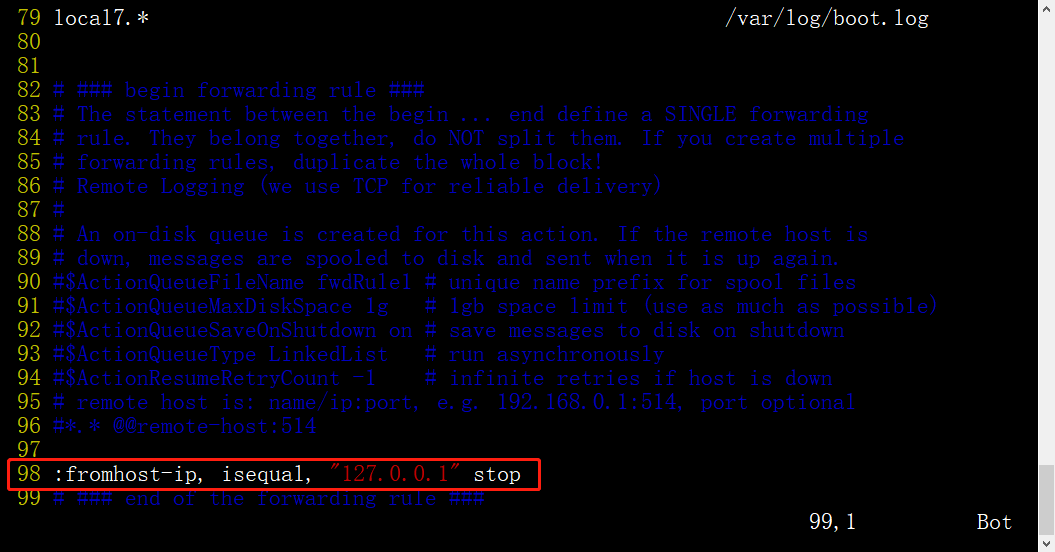 79 local7.* /var/log/boot.log
80
81
82 # ### begin forwarding rule ###
83 # The statement between the begin ... end define a SINGLE forwarding
84 # rule. They belong together, do NOT split them. If you create multiple
85 # forwarding rules, duplicate the whole block!
86 # Remote Logging (we use TCP for reliable delivery)
87 #
88 # An on-disk queue is created for this action. If the remote host is
89 # down, messages are spooled to disk and sent when it is up again.
90 #$ActionQueueFileName fwdRule1 # unique name prefix for spool files
91 #$ActionQueueMaxDiskSpace 1g # 1gb space limit (use as much as possible)
92 #$ActionQueueSaveOnShutdown on # save messages to disk on shutdown
93 #$ActionQueueType LinkedList # run asynchronously
94 #$ActionResumeRetryCount -1 # infinite retries if host is down
95 # remote host is: name/ip:port, e.g. 192.168.0.1:514, port optional
96 #*.* @@remote-host:514
97
98 :fromhost-ip, isequal, "127.0.0.1" stop
99 # ### end of the forwarding rule ###
99,1 Bot